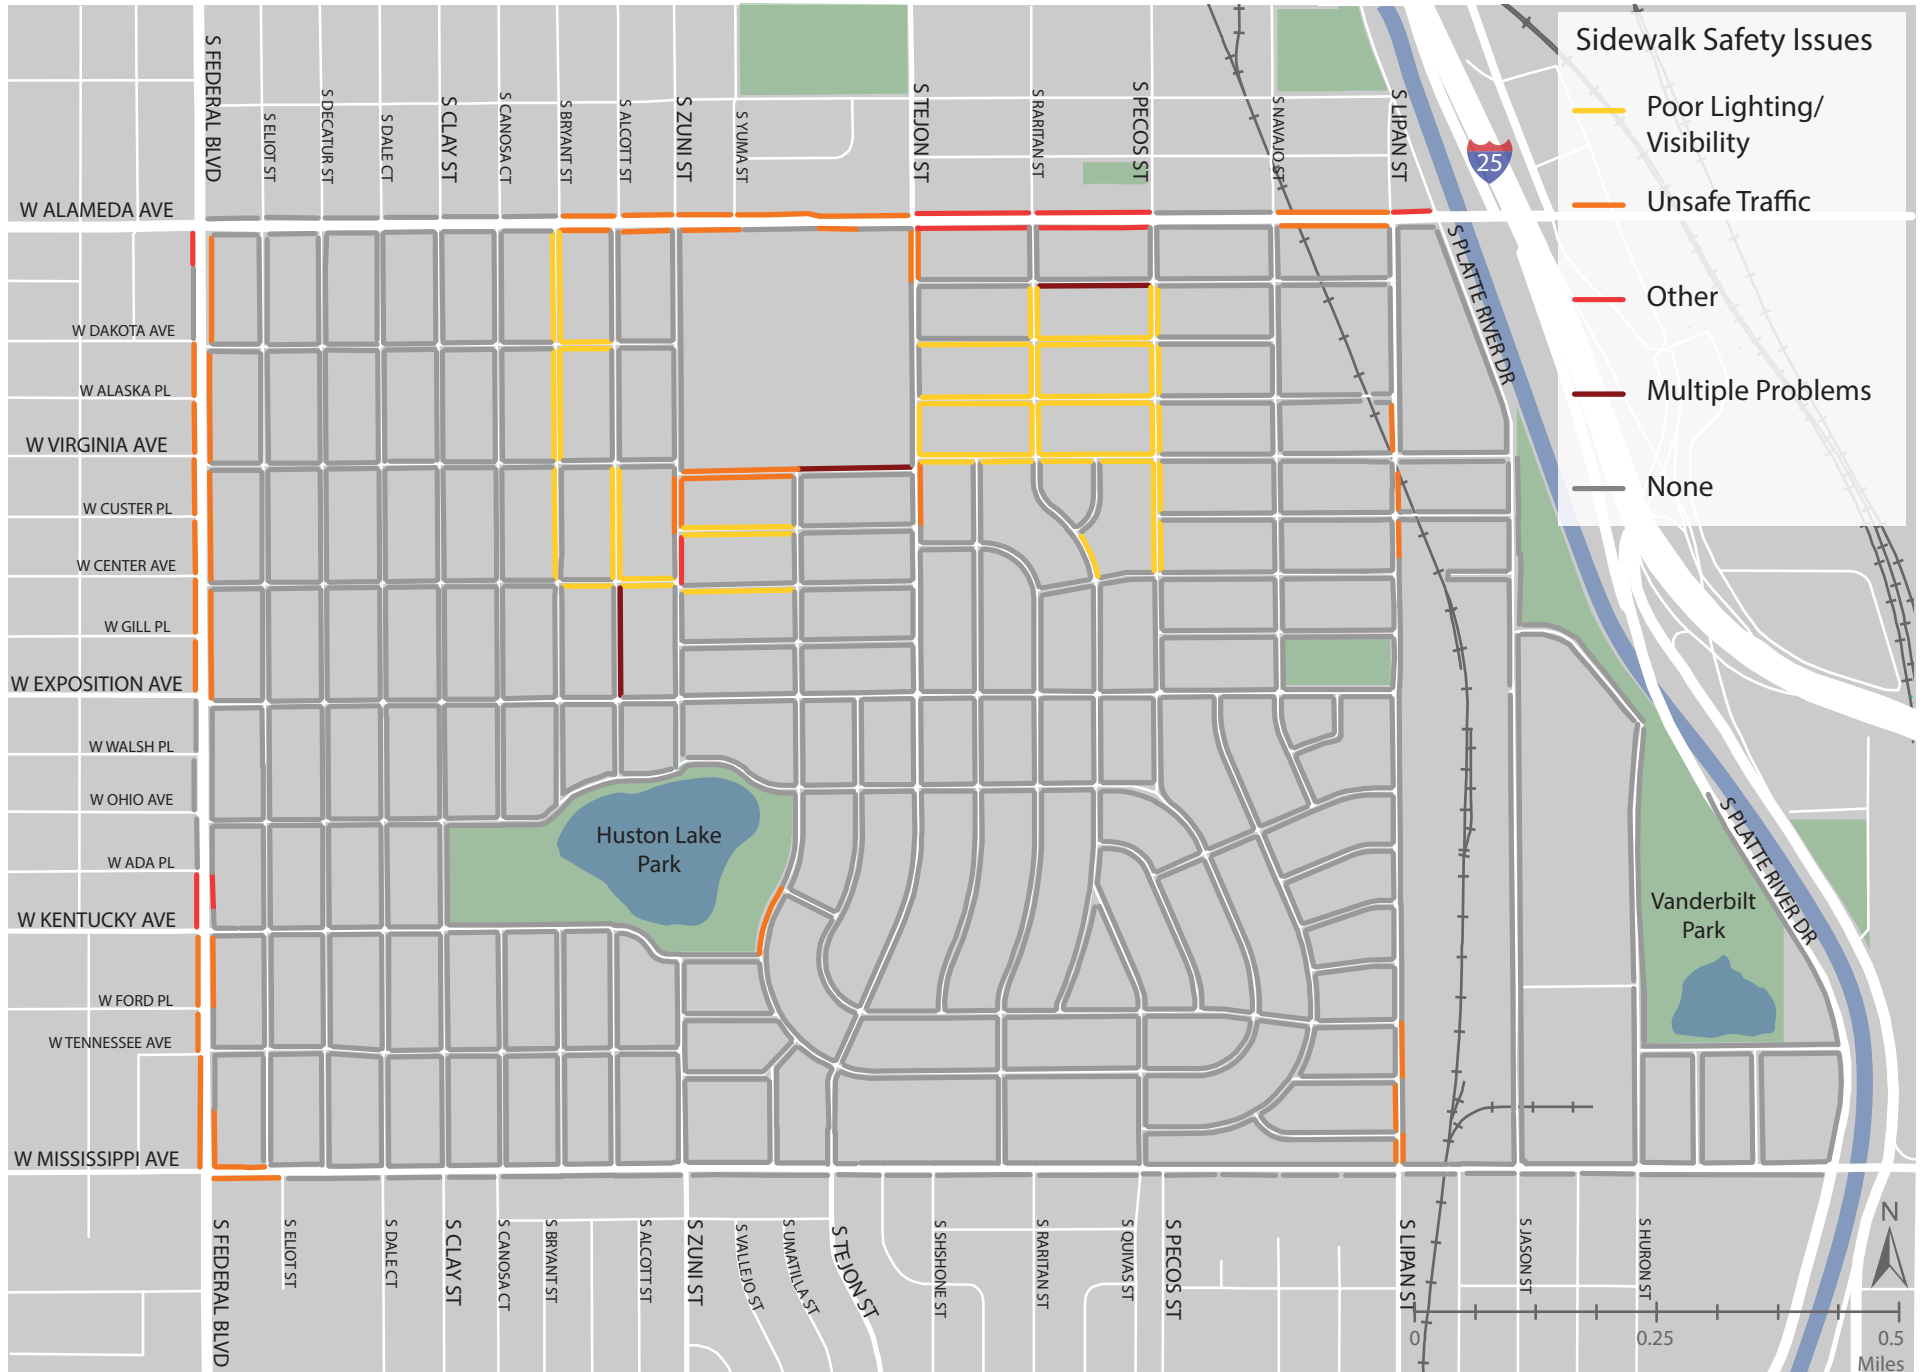 Sidewalk Safety Issues
Poor Lighting/
Visibility
Unsafe Traffic
Other
Multiple Problems
None
25
S FEDERAL BLVD
S ELIOT ST
S DECATUR ST
S DALE CT
S CLAY ST
S CANOSA CT
S BRYANT ST
S ALCOTT ST
S ZUNI ST
S YUMA ST
S TEJON ST
S RARITAN ST
S PECOS ST
S NAVAJO ST
S LIPAN ST
W ALAMEDA AVE
S PLATTE RIVER DR
W DAKOTA AVE
W ALASKA PL
W VIRGINIA AVE
W CUSTER PL
W CENTER AVE
W GILL PL
W EXPOSITION AVE
W WALSH PL
W OHIO AVE
W ADA PL
W KENTUCKY AVE
W FORD PL
W TENNESSEE AVE
W MISSISSIPPI AVE
Huston Lake
Park
Vanderbilt
Park
S PLATTE RIVER DR
S FEDERAL BLVD
S ELIOT ST
S DALE CT
S CLAY ST
S CANOSA CT
S BRYANT ST
S ALCOTT ST
S ZUNI ST
S VALLEJO ST
S UMATILLA ST
S TEJON ST
S SHSHONE ST
S RARITAN ST
S QUIVAS ST
S PECOS ST
S LIPAN ST
S JASON ST
S HURON ST
N
0
0.25
0.5
Miles